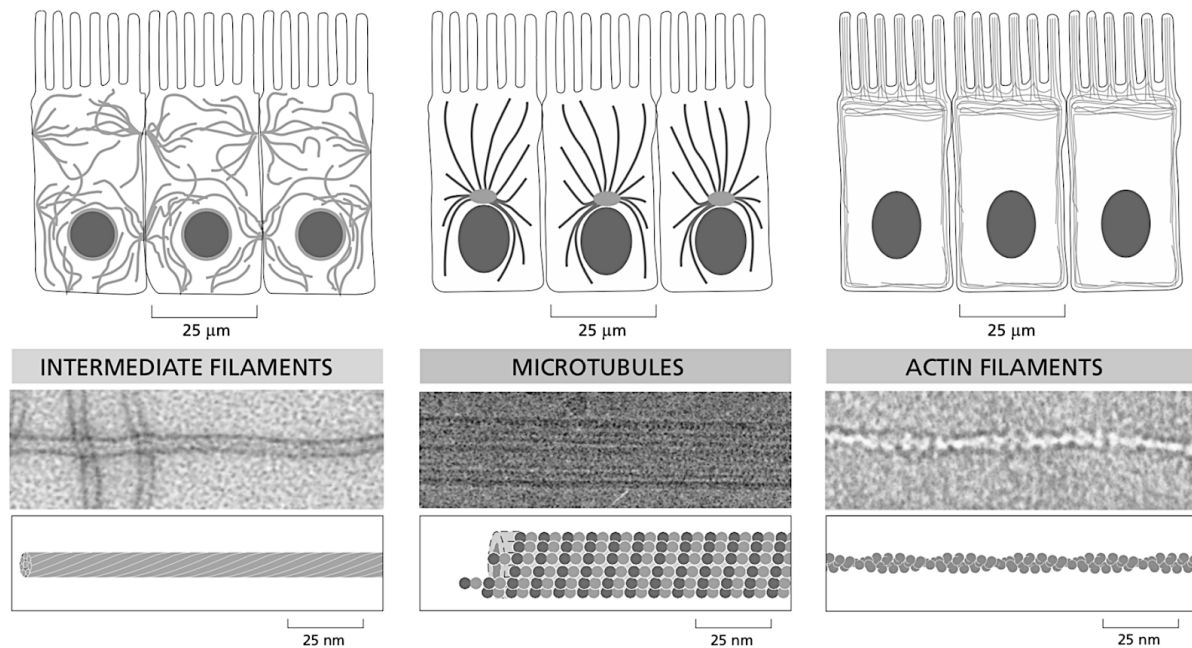 25 μm
25 μm
25 μm
INTERMEDIATE FILAMENTS
MICROTUBULES
ACTIN FILAMENTS
25 nm
25 nm
25 nm